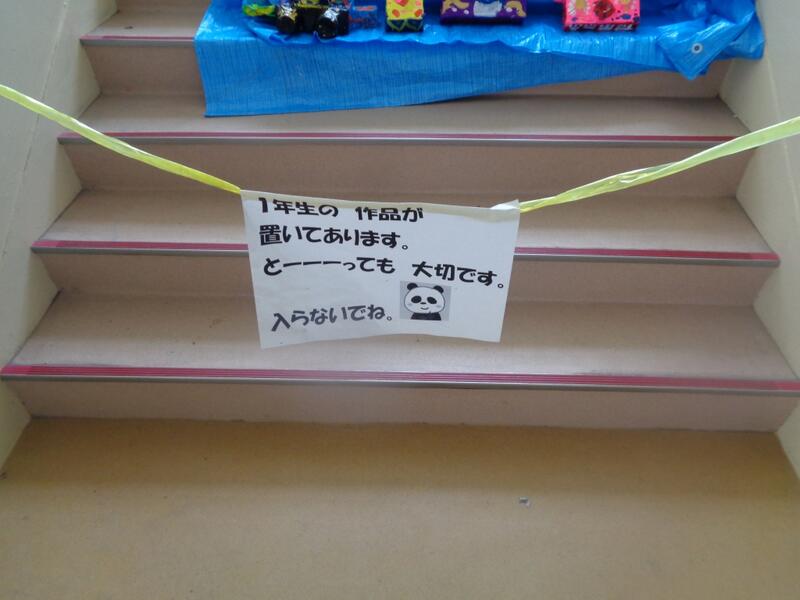 1年生の 作品が
置いてあります。
とーーーっても 大切です。
入らないでね。